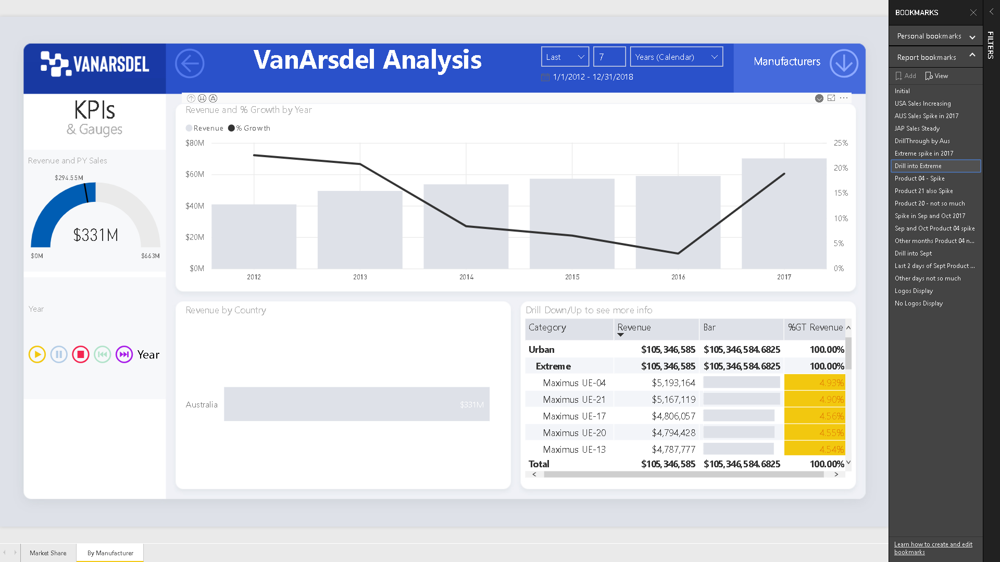 VANARSDEL
VanArsdel Analysis
Last
7
Years (Calendar)
1/1/2012 - 12/31/2018
Manufacturers
KPIs
& Gauges
Revenue and PY Sales
$294.55M
$331M
$0M
$663M
Year
Year
Revenue and % Growth by Year
Revenue
% Growth
$80M
$60M
$40M
$20M
$0M
25%
20%
15%
10%
5%
0%
2012 2013 2014 2015 2016 2017
Revenue by Country
Australia
$331M
Drill Down/Up to see more info
Category Revenue Bar %GT Revenue
Urban $105,346,585 $105,346,584.6825 100.00%
Extreme $105,346,585 $105,346,584.6825 100.00%
Maximus UE-04 $5,193,164 4.93%
Maximus UE-21 $5,167,119 4.90%
Maximus UE-17 $4,806,057 4.56%
Maximus UE-20 $4,794,428 4.55%
Maximus UE-13 $4,787,777 4.54%
Total $105,346,585 $105,346,584.6825 100.00%
Market Share
By Manufacturer
BOOKMARKS
Personal bookmarks
Report bookmarks
Add View
Initial
USA Sales Increasing
AUS Sales Spike in 2017
JAP Sales Steady
DrillThrough by Aus
Extreme spike in 2017
Drill into Extreme
Product 04 - Spike
Product 21 also Spike
Product 20 - not so much
Spike in Sep and Oct 2017
Sep and Oct Product 04 spike
Other months Product 04 n...
Drill into Sept
Last 2 days of Sept Product ...
Other days not so much
Logos Display
No Logos Display
Learn how to create and edit
bookmarks
FILTERS